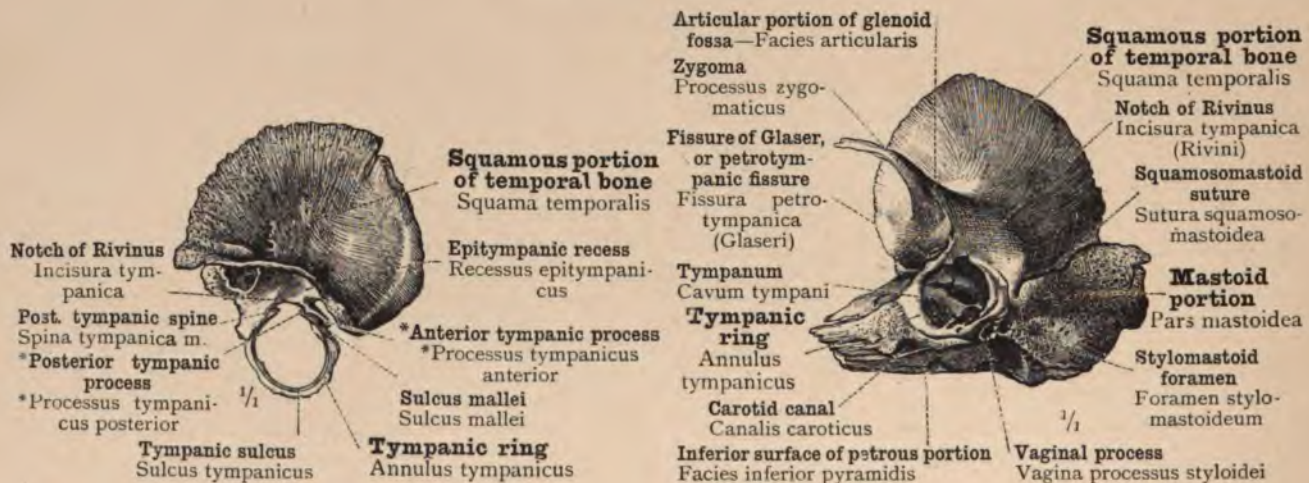 Squamous portion
of temporal bone
Squama temporalis
Notch of Rivinus
Incisura tym-
panica
Epitympanic recess
Recessus epitympani-
cus
Post. tympanic spine
Spina tympanica m.
*Posterior tympanic
process
*Processus tympani-
cus posterior
*Anterior tympanic process
*Processus tympanicus
anterior
1/1
Sulcus mallei
Sulcus mallei
Tympanic sulcus
Sulcus tympanicus
Tympanic ring
Annulus tympanicus
Articular portion of glenoid
fossa—Facies articularis
Zygoma
Processus zygo-
maticus
Fissure of Glaser,
or petrotym-
panic fissure
Fissura petro-
tympanica
(Glaseri)
Tympanum
Cavum tympani
Tympanic
ring
Annulus
tympanicus
Carotid canal
Canalis caroticus
Inferior surface of petrous portion
Facies inferior pyramidis
Squamous portion
of temporal bone
Squama temporalis
Notch of Rivinus
Incisura tympanica
(Rivini)
Squamosomastoid
suture
Sutura squamoso-
mastoidea
Mastoid
portion
Pars mastoidea
Stylomastoid
foramen
Foramen stylo-
mastoideum
1/1
Vaginal process
Vagina processus styloidei